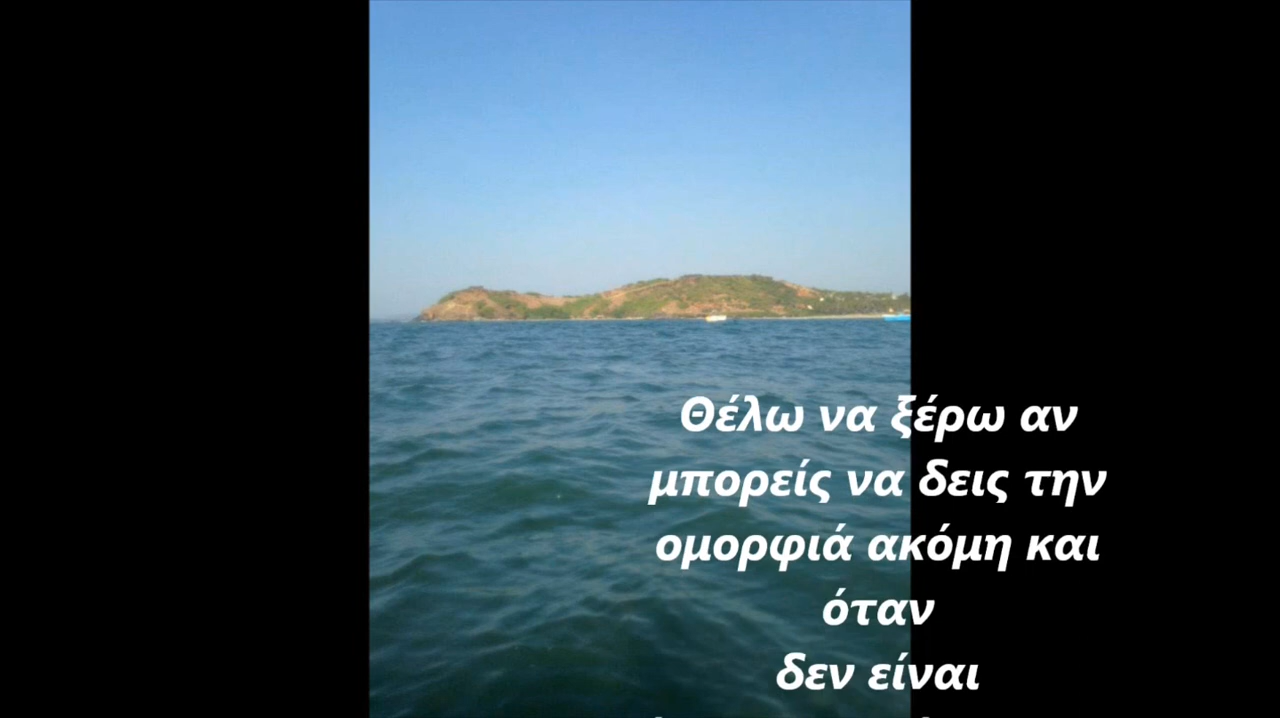 Θέλω να ξέρω αν
μπορείς να δεις την
ομορφιά ακόμη και
όταν
δεν είναι